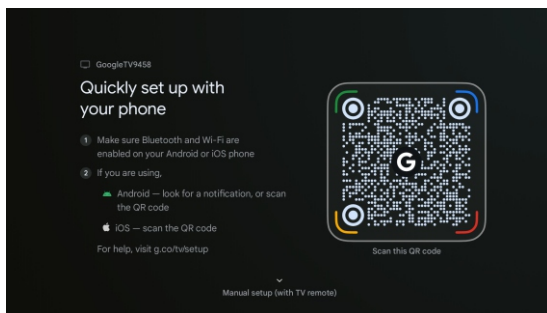 GoogleTV9458
Quickly set up with
your phone
1 Make sure Bluetooth and Wi-Fi are
enabled on your Android or iOS phone
2 If you are using,
Android — look for a notification, or scan
the QR code
iOS — scan the QR code
For help, visit g.co/tv/setup
G
Scan this QR code
Manual setup (with TV remote)